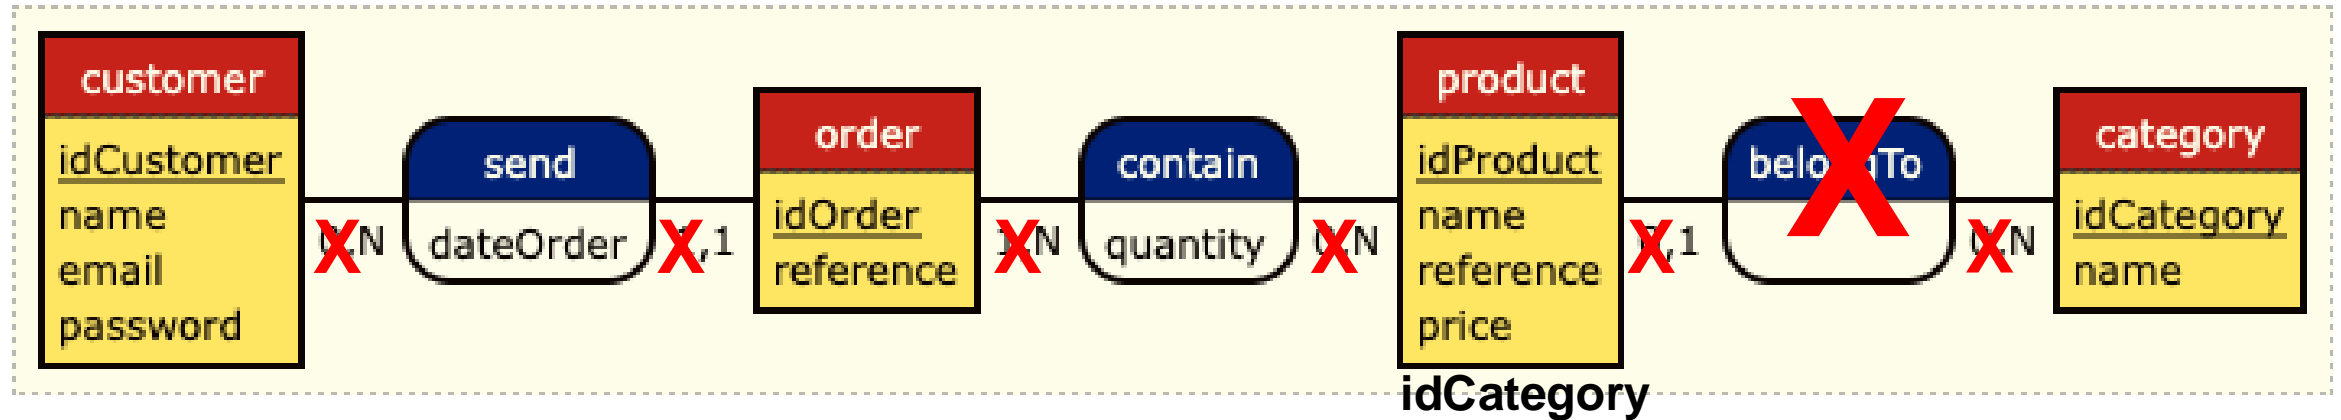 customer
idCustomer
name
email
password
X,N
send
dateOrder
X,1
order
idOrder
reference
X,N
contain
quantity
X,N
product
idProduct
name
reference
price
idCategory
X,1
belongTo
X
X,N
category
idCategory
name